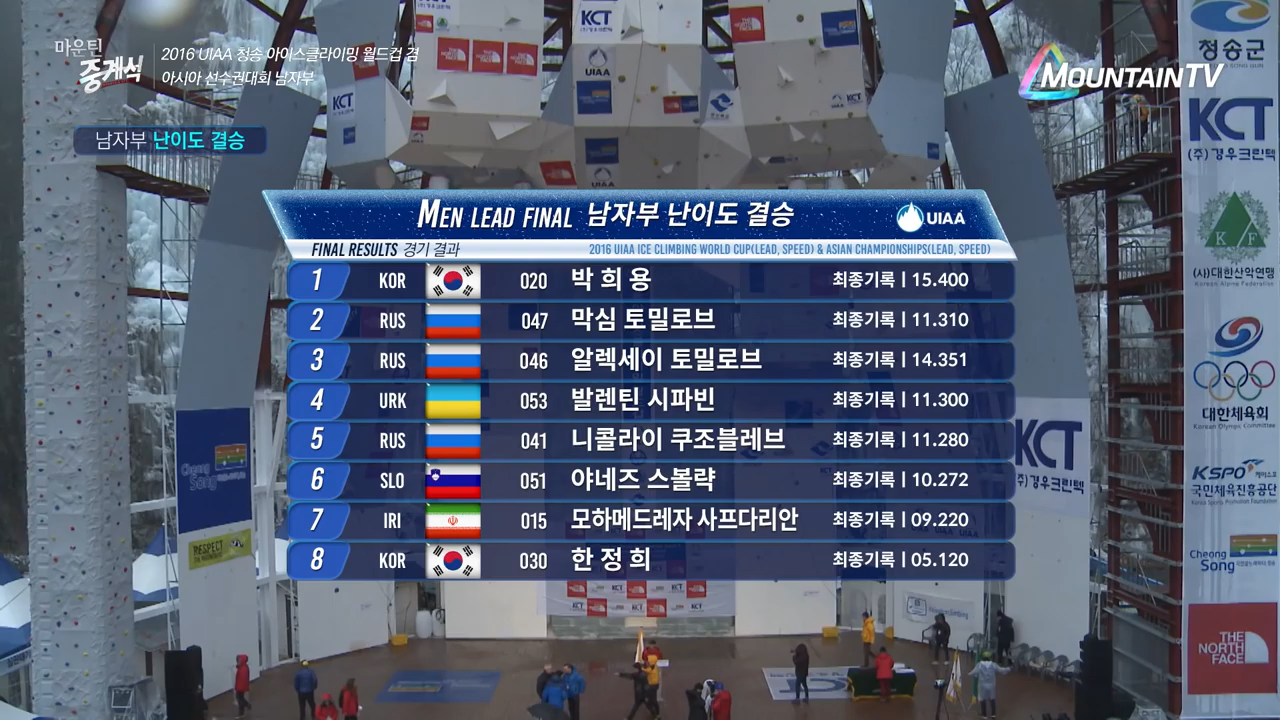 마운틴 중계석
2016 UIAA 청송 아이스클라이밍 월드컵 겸
아시아 선수권대회 남자부
MOUNTAINTV
남자부 난이도 결승
MEN LEAD FINAL 남자부 난이도 결승
UIAA
FINAL RESULTS 경기 결과
2016 UIAA ICE CLIMBING WORLD CUP(LEAD, SPEED) & ASIAN CHAMPIONSHIPS(LEAD, SPEED)
1 KOR 020 박 희 용 최종기록 | 15.400
2 RUS 047 막심 토밀로브 최종기록 | 11.310
3 RUS 046 알렉세이 토밀로브 최종기록 | 14.351
4 URK 053 발렌틴 시파빈 최종기록 | 11.300
5 RUS 041 니콜라이 쿠조블레브 최종기록 | 11.280
6 SLO 051 야네즈 스볼략 최종기록 | 10.272
7 IRI 015 모하메드레자 사프다리안 최종기록 | 09.220
8 KOR 030 한 정 희 최종기록 | 05.120
KCT
UIAA
KCT
KCT
청송군
KCT
(주)경우크린텍
K F
(사)대한산악연맹
Korean Alpine Federation
대한체육회
Korean Olympic Committee
KSPO
국민체육진흥공단
Cheong
Song
THE
NORTH
FACE
KCT
(주)경우크린텍
Cheong
Song
RESPECT
KCT
KCT